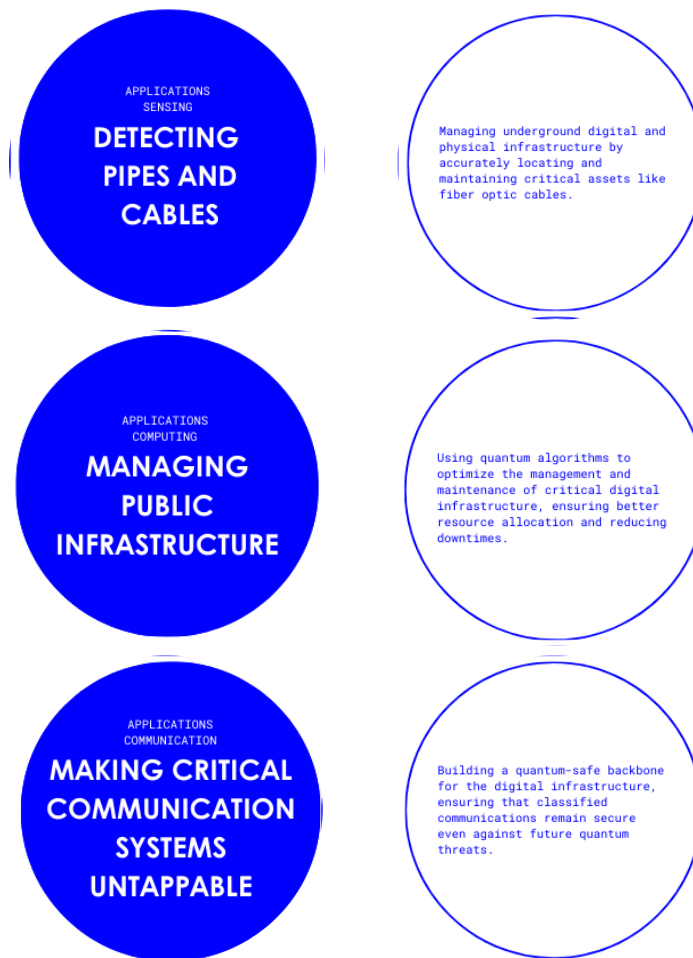 APPLICATIONS
SENSING
DETECTING
PIPES AND
CABLES
Managing underground digital and
physical infrastructure by
accurately locating and
maintaining critical assets like
fiber optic cables.
APPLICATIONS
COMPUTING
MANAGING
PUBLIC
INFRASTRUCTURE
Using quantum algorithms to
optimize the management and
maintenance of critical digital
infrastructure, ensuring better
resource allocation and reducing
downtimes.
APPLICATIONS
COMMUNICATION
MAKING CRITICAL
COMMUNICATION
SYSTEMS
UNTAPPABLE
Building a quantum-safe backbone
for the digital infrastructure,
ensuring that classified
communications remain secure
even against future quantum
threats.